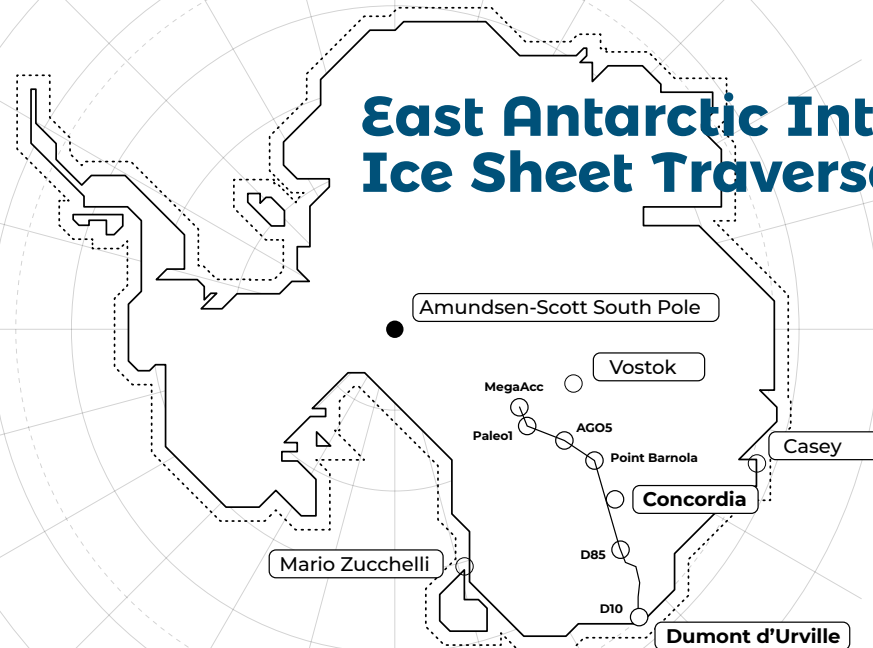 East Antarctic Int
Ice Sheet Travers
Amundsen-Scott South Pole
Vostok
MegaAcc
Paleo1
AGO5
Casey
Point Barnola
Concordia
D85
Mario Zucchelli
D10
Dumont d’Urville